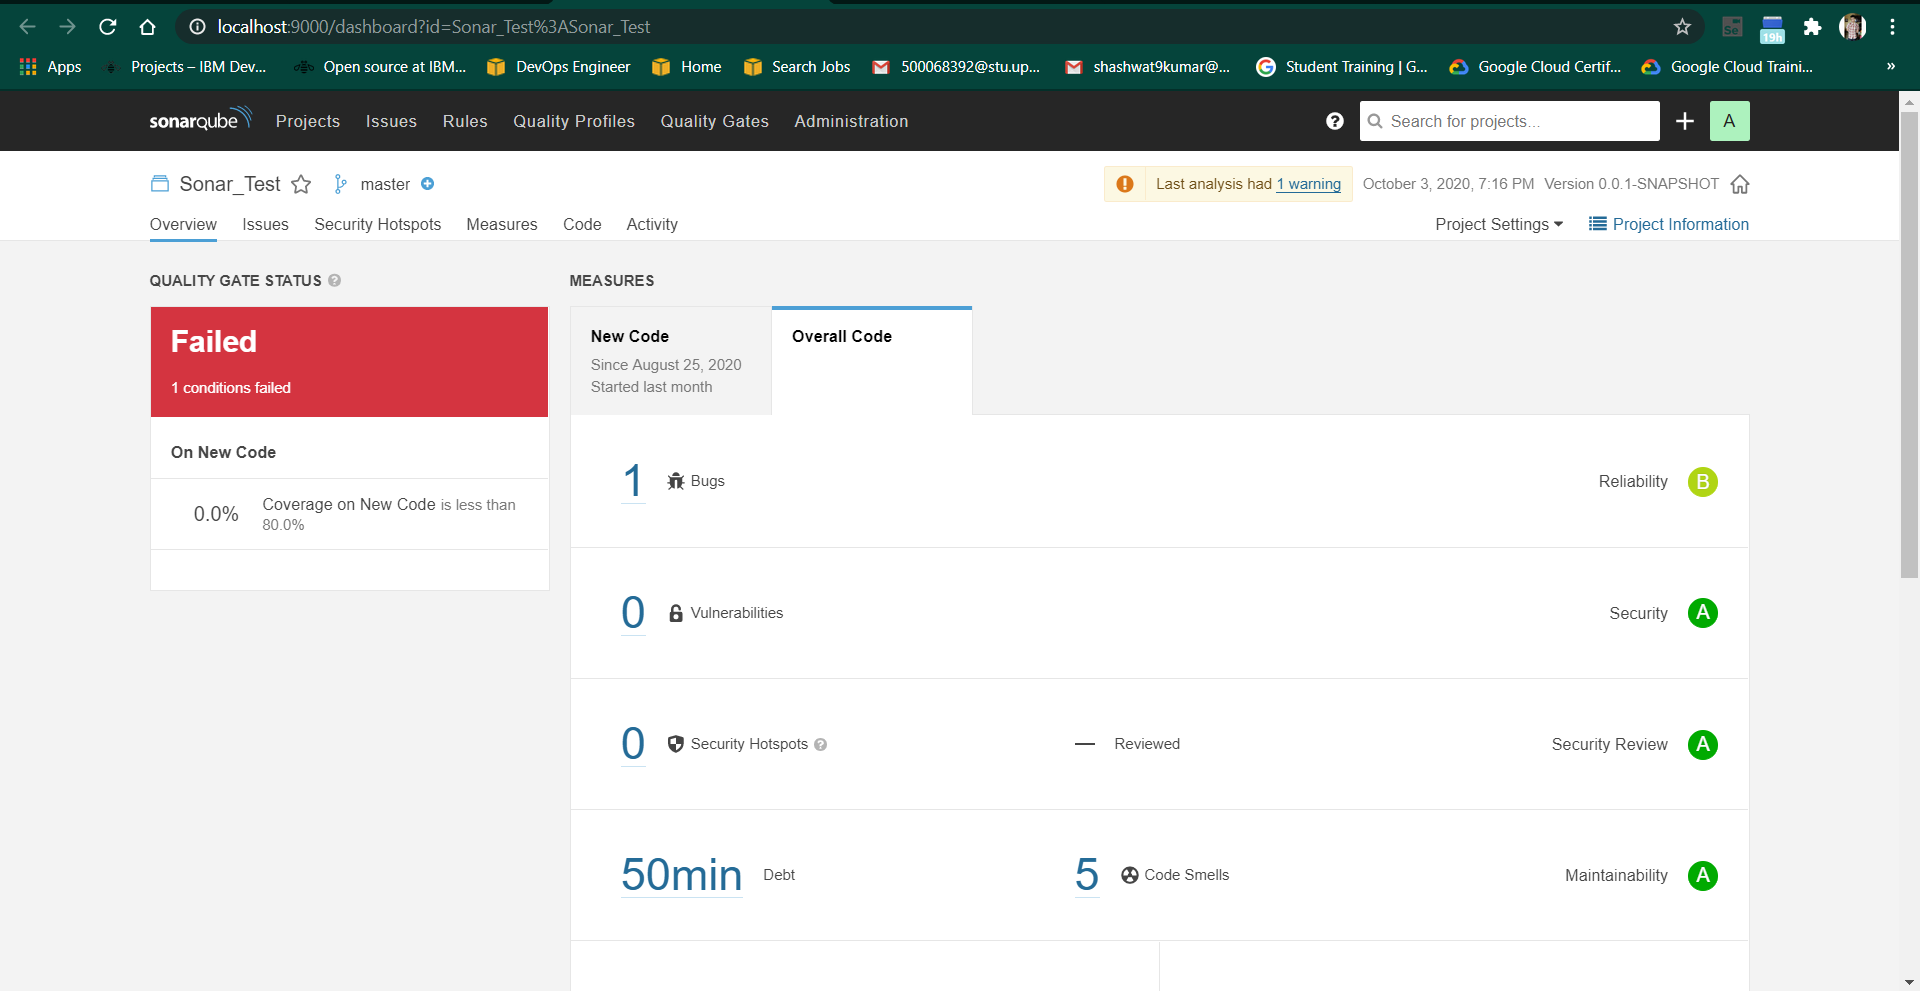 localhost:9000/dashboard?id=Sonar_Test%3ASonar_Test
Se
19h
Apps
Projects – IBM Dev...
Open source at IBM...
DevOps Engineer
Home
Search Jobs
500068392@stu.up...
shashwat9kumar@...
Student Training | G...
Google Cloud Certif...
Google Cloud Traini...
»
sonarqube
Projects
Issues
Rules
Quality Profiles
Quality Gates
Administration
?
Search for projects...
+
A
Sonar_Test
master
Last analysis had 1 warning
October 3, 2020, 7:16 PM Version 0.0.1-SNAPSHOT
Overview
Issues
Security Hotspots
Measures
Code
Activity
Project Settings
Project Information
QUALITY GATE STATUS ?
MEASURES
Failed
1 conditions failed
On New Code
0.0%
Coverage on New Code is less than
80.0%
New Code
Since August 25, 2020
Started last month
Overall Code
1 Bugs
Reliability B
0 Vulnerabilities
Security A
0 Security Hotspots ?
— Reviewed
Security Review A
50min Debt
5 Code Smells
Maintainability A